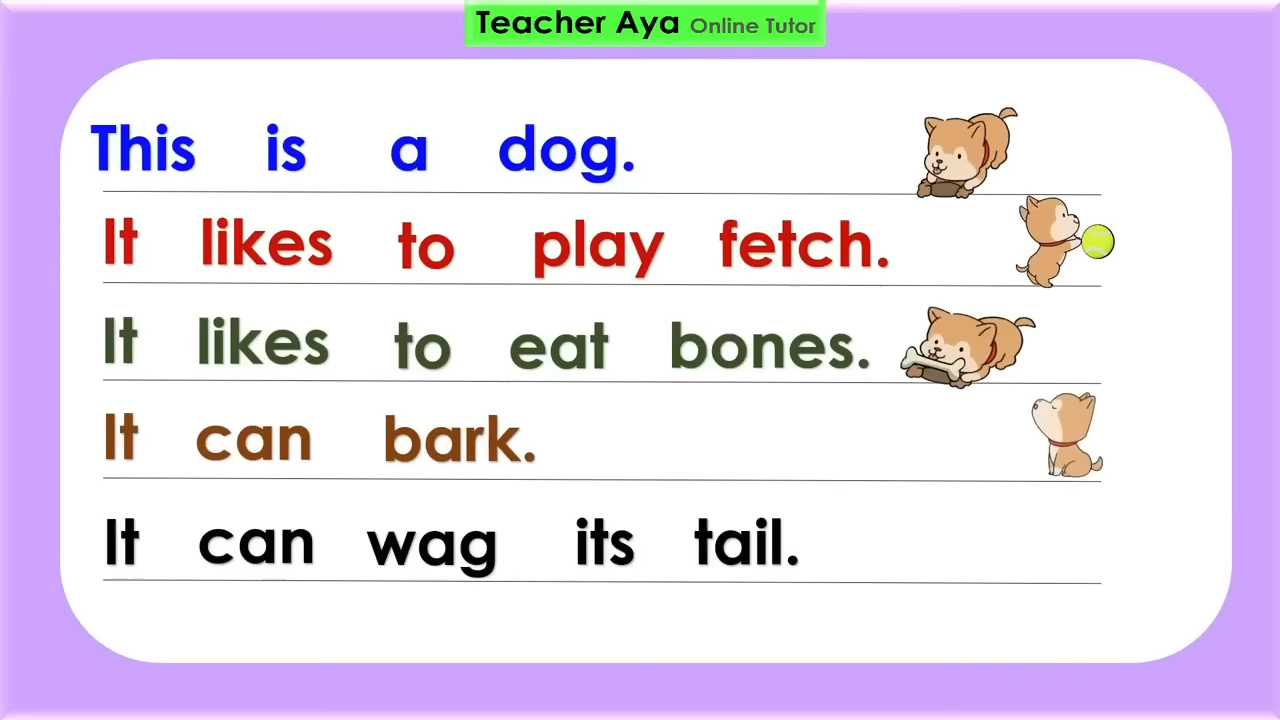 Teacher Aya Online Tutor
This is a dog.
It likes to play fetch.
It likes to eat bones.
It can bark.
It can wag its tail.